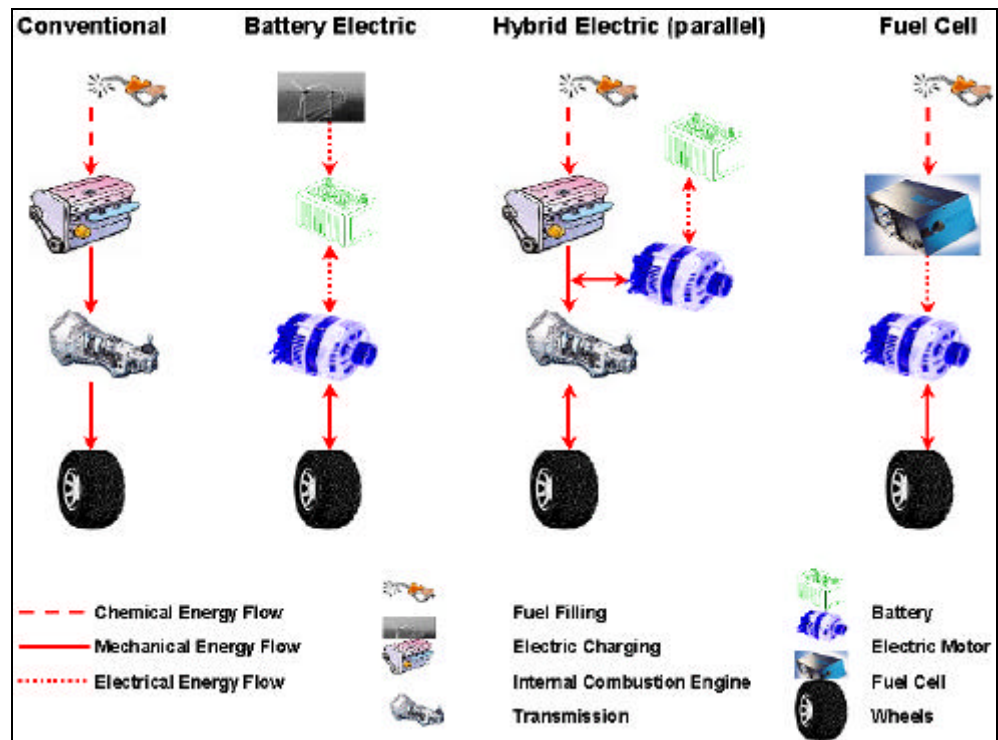 Conventional Battery Electric Hybrid Electric (parallel) Fuel Cell
Chemical Energy Flow Fuel Filling Battery
Mechanical Energy Flow Electric Charging Electric Motor
Electrical Energy Flow Internal Combustion Engine Fuel Cell
Transmission Wheels